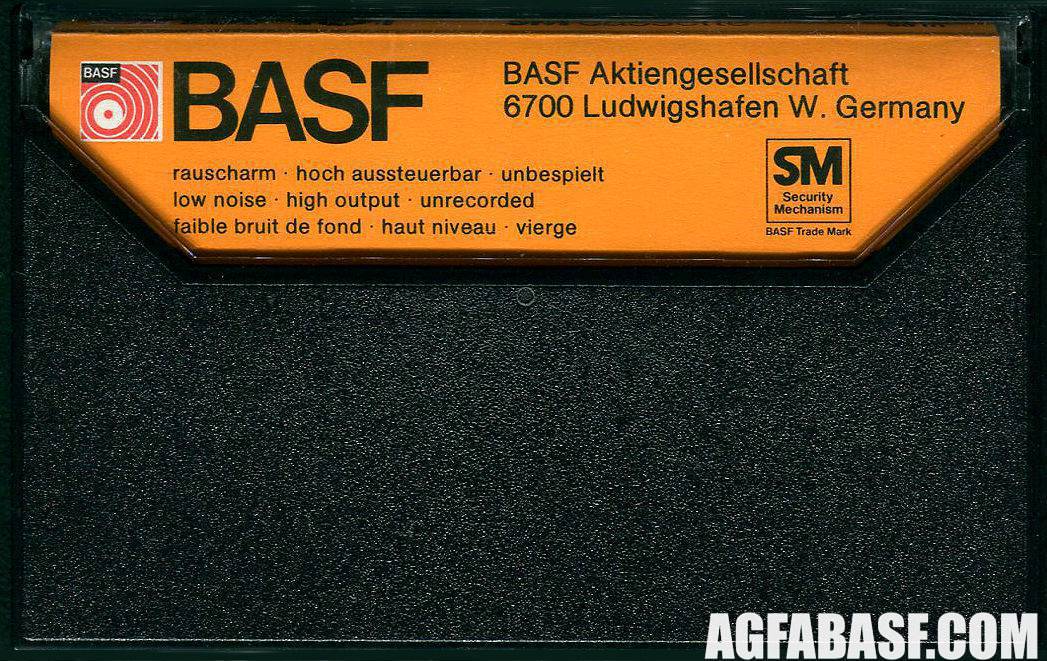 BASF
BASF
BASF Aktiengesellschaft
6700 Ludwigshafen W. Germany
rauscharm · hoch aussteuerbar · unbespielt
low noise · high output · unrecorded
faible bruit de fond · haut niveau · vierge
SM
Security
Mechanism
BASF Trade Mark
AGFABASF.COM